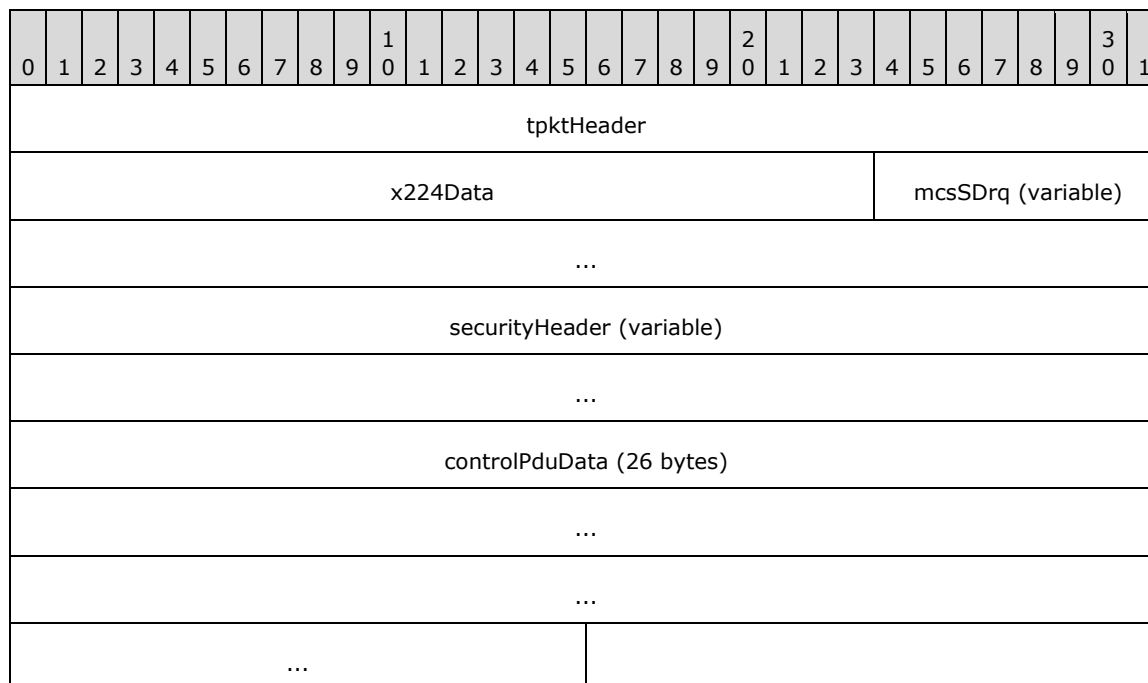 1 2 3
0 1 2 3 4 5 6 7 8 9 0 1 2 3 4 5 6 7 8 9 0 1 2 3 4 5 6 7 8 9 0 1
tpktHeader
x224Data mcsSDrq (variable)
...
securityHeader (variable)
...
controlPduData (26 bytes)
...
...
...